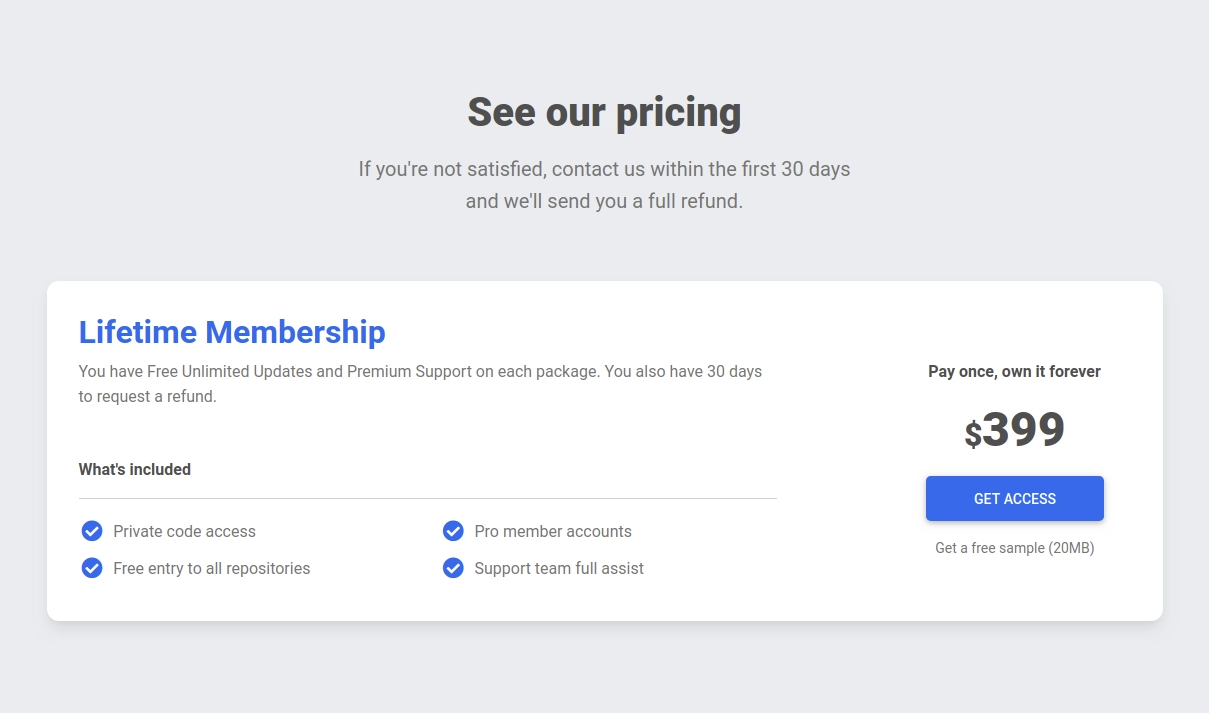 See our pricing
If you're not satisfied, contact us within the first 30 days
and we'll send you a full refund.
Lifetime Membership
You have Free Unlimited Updates and Premium Support on each package. You also have 30 days
to request a refund.
What's included
Private code access
Pro member accounts
Free entry to all repositories
Support team full assist
Pay once, own it forever
$399
GET ACCESS
Get a free sample (20MB)